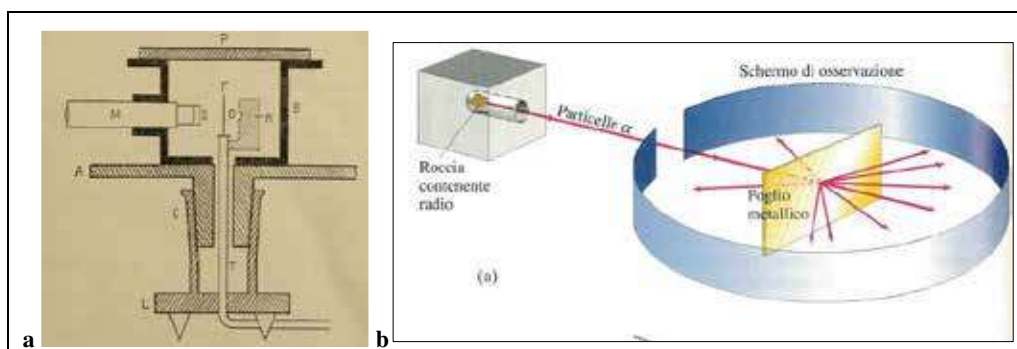 P
F
M
S
O
R
B
A
C
T
L
a
Schermo di osservazione
Particelle α
Roccia
contenente
radio
Foglio
metallico
(a)
b